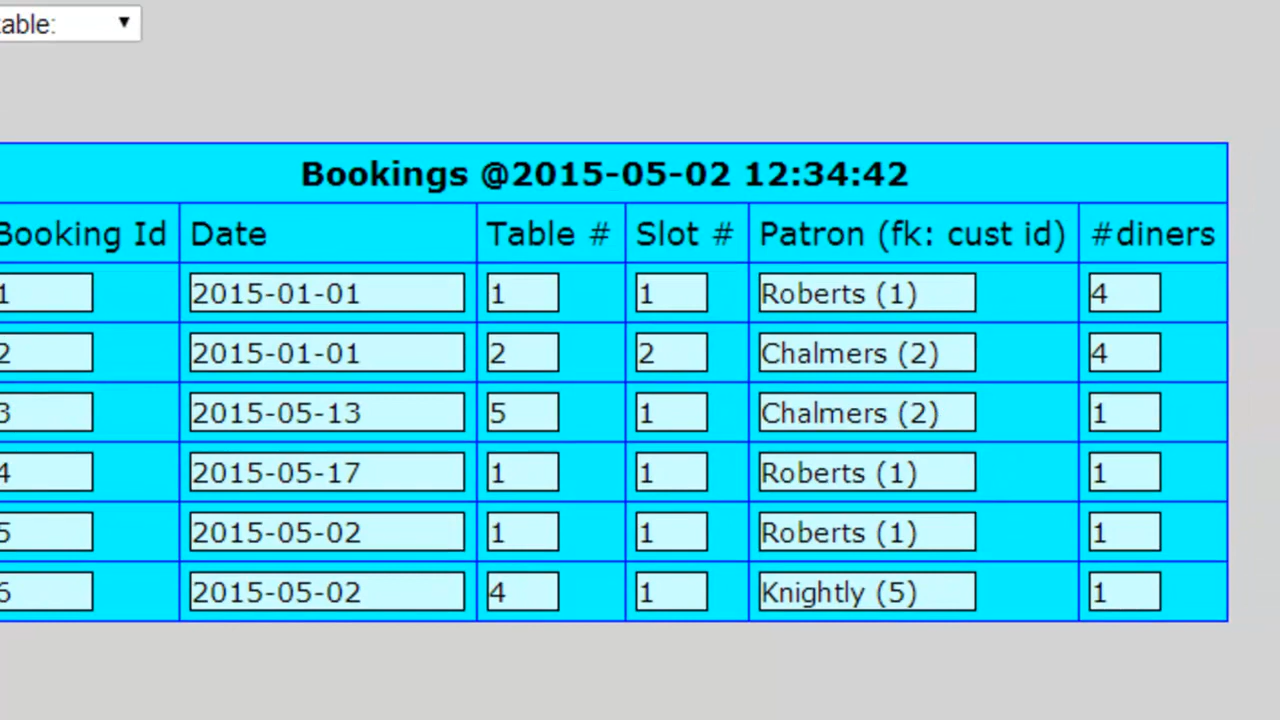 table:
Bookings @2015-05-02 12:34:42
Booking Id Date Table # Slot # Patron (fk: cust id) #diners
1 2015-01-01 1 1 Roberts (1) 4
2 2015-01-01 2 2 Chalmers (2) 4
3 2015-05-13 5 1 Chalmers (2) 1
4 2015-05-17 1 1 Roberts (1) 1
5 2015-05-02 1 1 Roberts (1) 1
6 2015-05-02 4 1 Knightly (5) 1